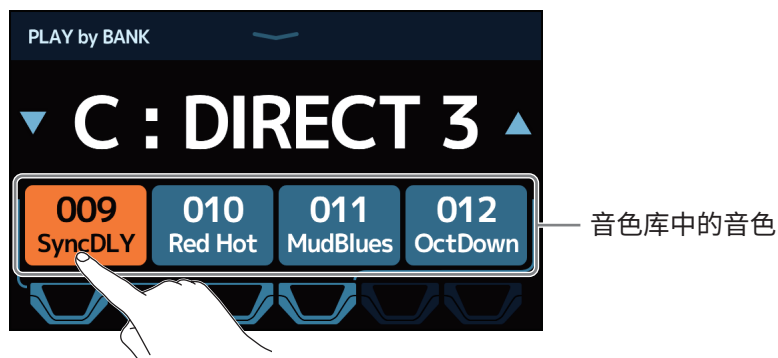 PLAY by BANK
▼ C : DIRECT 3 ▲
009 010 011 012
SyncDLY Red Hot MudBlues OctDown
音色库中的音色